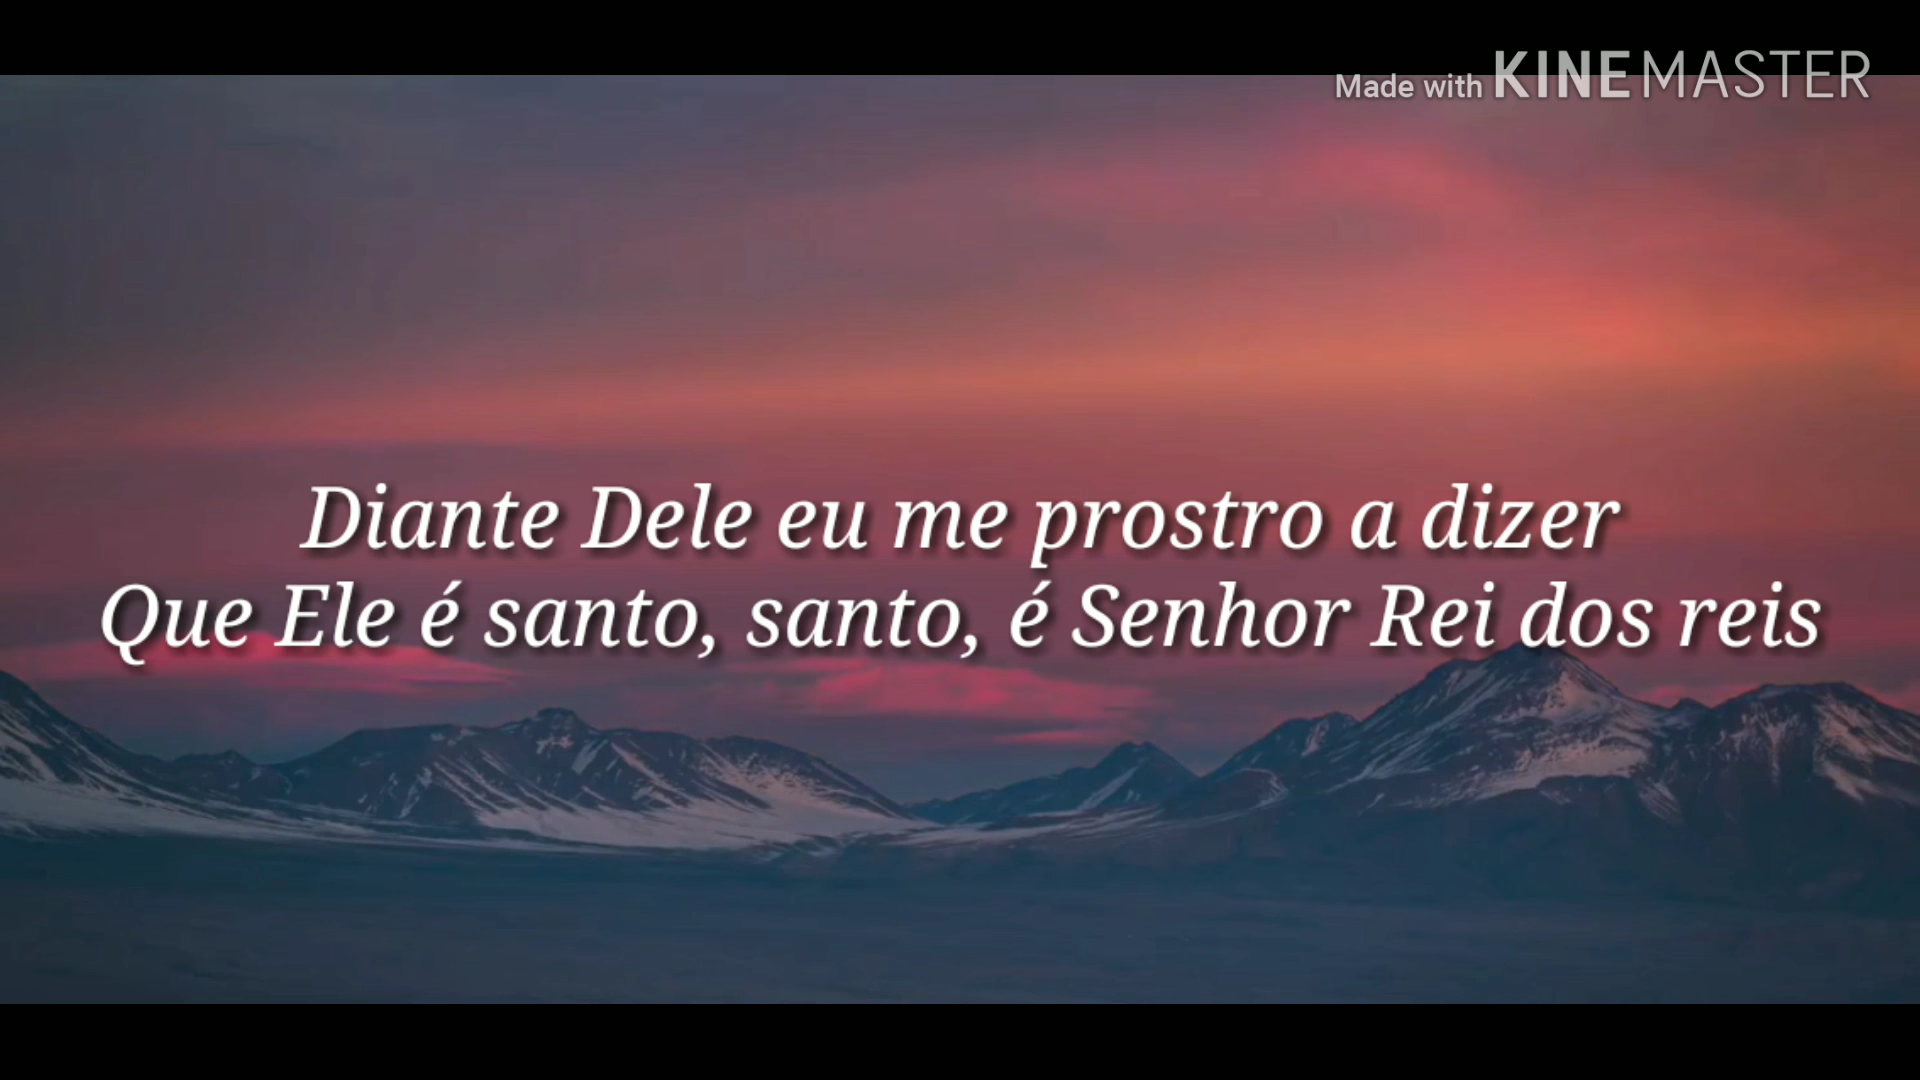 Made with KINEMASTER
Diante Dele eu me prostro a dizer
Que Ele é santo, santo, é Senhor Rei dos reis